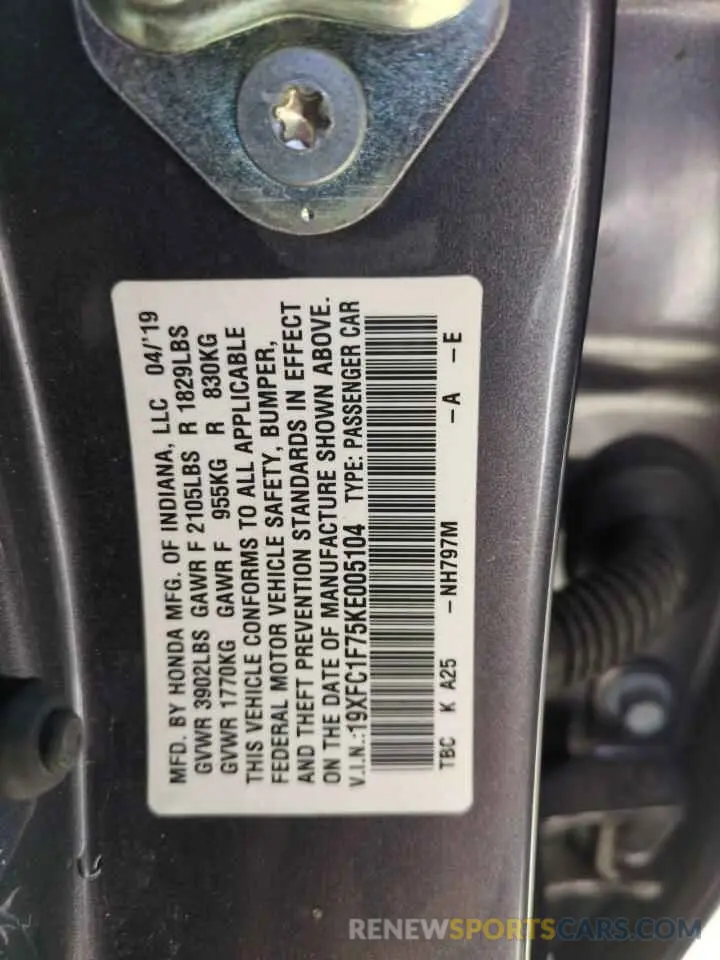 MFD. BY HONDA MFG. OF INDIANA, LLC 04/'19
GVWR 3902LBS GAWR F 2105LBS R 1829LBS
GVWR 1770KG GAWR F 955KG R 830KG
THIS VEHICLE CONFORMS TO ALL APPLICABLE
FEDERAL MOTOR VEHICLE SAFETY, BUMPER,
AND THEFT PREVENTION STANDARDS IN EFFECT
ON THE DATE OF MANUFACTURE SHOWN ABOVE.
V.I.N.:19XFC1F75KE005104 TYPE: PASSENGER CAR
TBC K A25 -NH797M -A -E
RENEWSPORTSCARS.COM